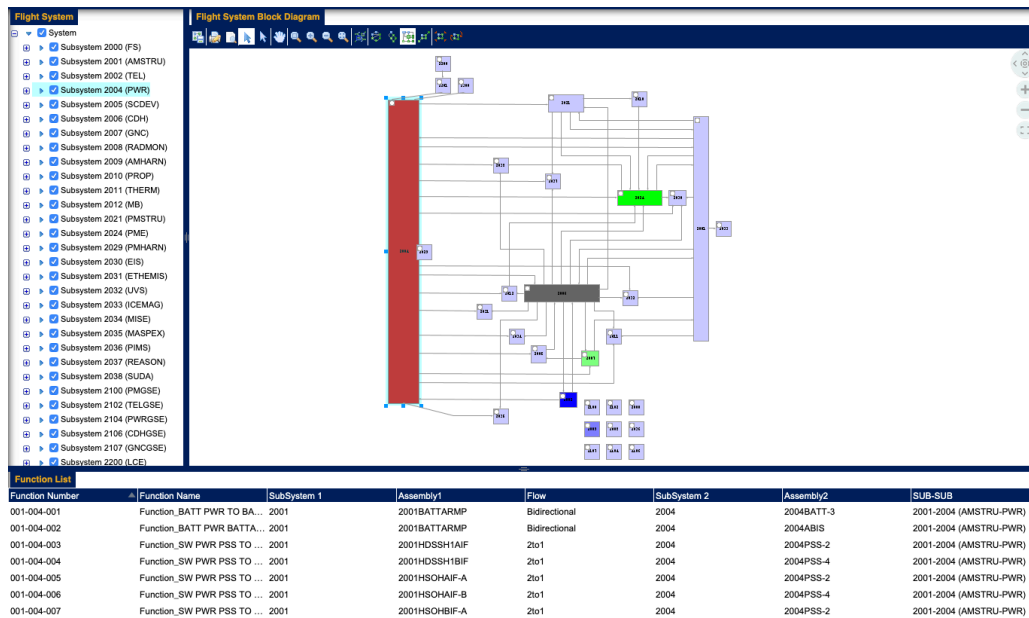 Flight System
Flight System Block Diagram
System
Subsystem 2000 (FS)
Subsystem 2001 (AMSTRU)
Subsystem 2002 (TEL)
Subsystem 2004 (PWR)
Subsystem 2005 (SCDEV)
Subsystem 2006 (CDH)
Subsystem 2007 (GNC)
Subsystem 2008 (RADMON)
Subsystem 2009 (AMHARN)
Subsystem 2010 (PROP)
Subsystem 2011 (THERM)
Subsystem 2012 (MB)
Subsystem 2021 (PMSTRU)
Subsystem 2024 (PME)
Subsystem 2029 (PMHARN)
Subsystem 2030 (EIS)
Subsystem 2031 (ETHEMIS)
Subsystem 2032 (UVS)
Subsystem 2033 (ICEMAG)
Subsystem 2034 (MISE)
Subsystem 2035 (MASPEX)
Subsystem 2036 (PIMS)
Subsystem 2037 (REASON)
Subsystem 2038 (SUDA)
Subsystem 2100 (PMGSE)
Subsystem 2102 (TELGSE)
Subsystem 2104 (PWRGSE)
Subsystem 2106 (CDHGSE)
Subsystem 2107 (GNCGSE)
Subsystem 2200 (LCE)
Function List
Function Number Function Name SubSystem 1 Assembly1 Flow SubSystem 2 Assembly2 SUB-SUB
001-004-001 Function_BATT PWR TO BA... 2001 2001BATTARMP Bidirectional 2004 2004BATT-3 2001-2004 (AMSTRU-PWR)
001-004-002 Function_BATT PWR BATTA... 2001 2001BATTARMP Bidirectional 2004 2004ABIS 2001-2004 (AMSTRU-PWR)
001-004-003 Function_SW PWR PSS TO ... 2001 2001HDSSH1AIF 2to1 2004 2004PSS-2 2001-2004 (AMSTRU-PWR)
001-004-004 Function_SW PWR PSS TO ... 2001 2001HDSSH1BIF 2to1 2004 2004PSS-4 2001-2004 (AMSTRU-PWR)
001-004-005 Function_SW PWR PSS TO ... 2001 2001HSOHAIF-A 2to1 2004 2004PSS-2 2001-2004 (AMSTRU-PWR)
001-004-006 Function_SW PWR PSS TO ... 2001 2001HSOHAIF-B 2to1 2004 2004PSS-4 2001-2004 (AMSTRU-PWR)
001-004-007 Function_SW PWR PSS TO ... 2001 2001HSOHBIF-A 2to1 2004 2004PSS-2 2001-2004 (AMSTRU-PWR)